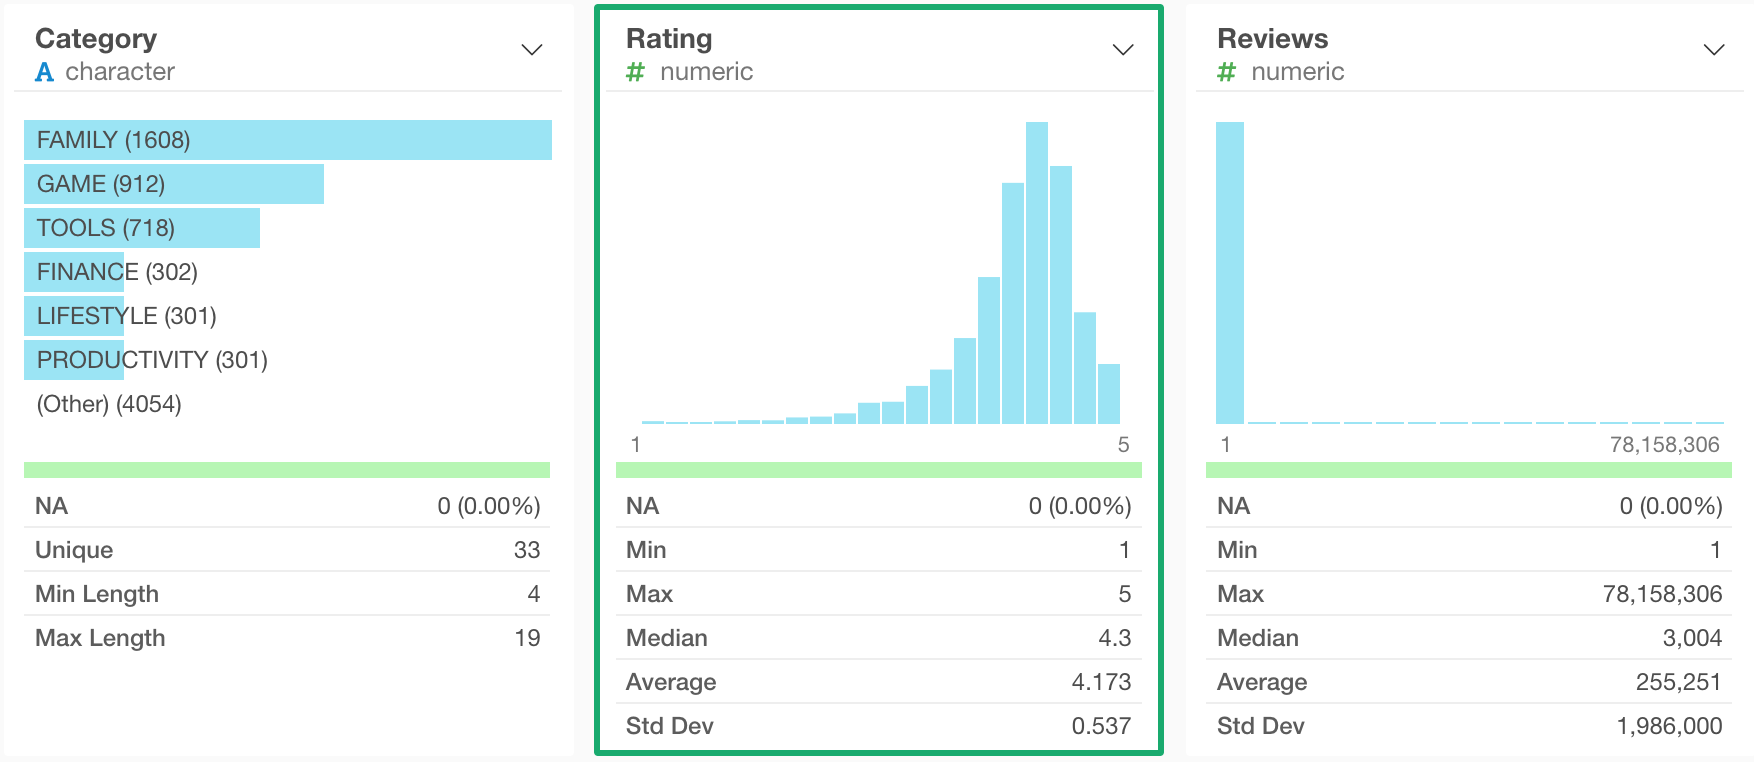 Category
A character
FAMILY (1608)
GAME (912)
TOOLS (718)
FINANCE (302)
LIFESTYLE (301)
PRODUCTIVITY (301)
(Other) (4054)
NA 0 (0.00%)
Unique 33
Min Length 4
Max Length 19
Rating
# numeric
1 5
NA 0 (0.00%)
Min 1
Max 5
Median 4.3
Average 4.173
Std Dev 0.537
Reviews
# numeric
1 78,158,306
NA 0 (0.00%)
Min 1
Max 78,158,306
Median 3,004
Average 255,251
Std Dev 1,986,000